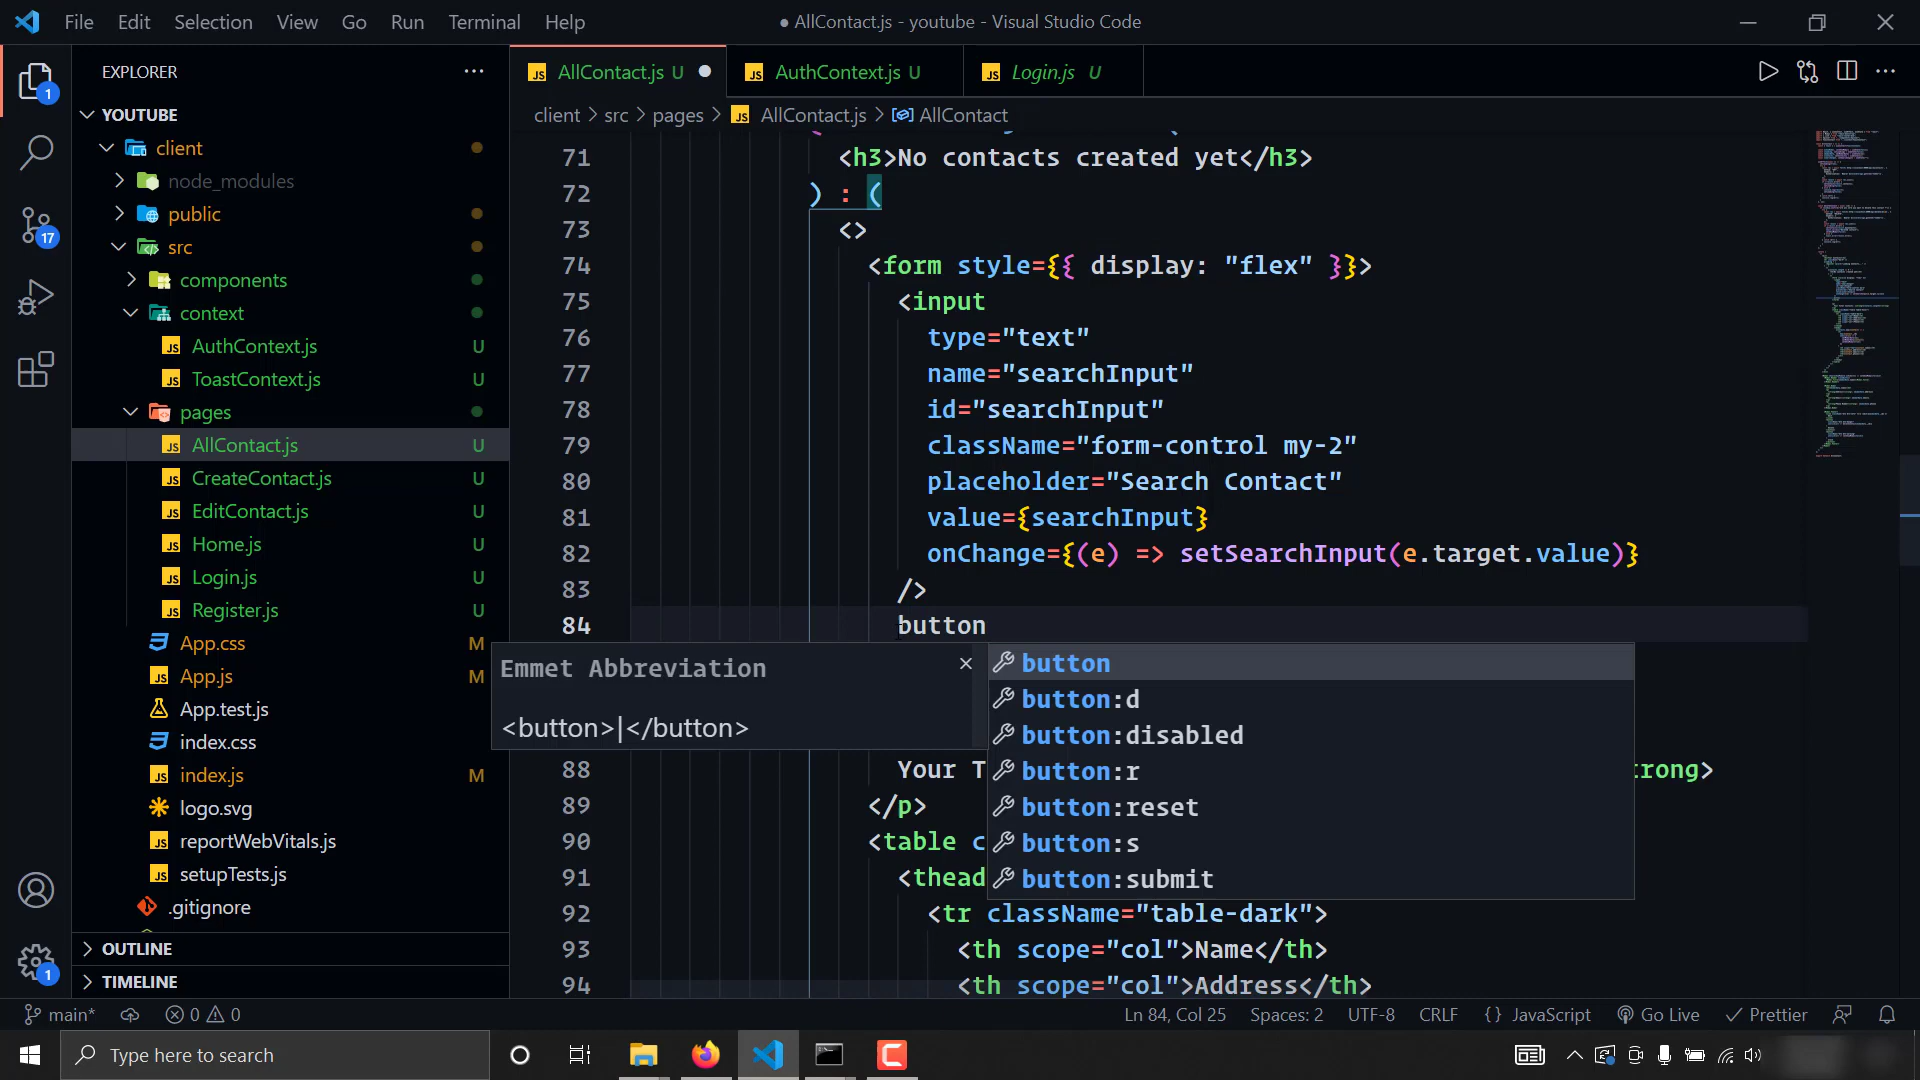 File Edit Selection View Go Run Terminal Help
● AllContact.js - youtube - Visual Studio Code
EXPLORER
JS AllContact.js U
JS AuthContext.js U
JS Login.js U
1
YOUTUBE
client > src > pages > JS AllContact.js > AllContact
client
node_modules
public
17
src
components
context
JS AuthContext.js U
JS ToastContext.js U
pages
JS AllContact.js U
JS CreateContact.js U
JS EditContact.js U
JS Home.js U
JS Login.js U
JS Register.js U
App.css M
JS App.js M
App.test.js
index.css
JS index.js M
logo.svg
JS reportWebVitals.js
JS setupTests.js
.gitignore
OUTLINE
1
TIMELINE
71 <h3>No contacts created yet</h3>
72 ) : (
73 <>
74 <form style={{ display: "flex" }}>
75 <input
76 type="text"
77 name="searchInput"
78 id="searchInput"
79 className="form-control my-2"
80 placeholder="Search Contact"
81 value={searchInput}
82 onChange={(e) => setSearchInput(e.target.value)}
83 />
84 button
Emmet Abbreviation ×
<button>|</button>
button
button:d
button:disabled
button:r
button:reset
button:s
button:submit
88 Your T trong>
89 </p>
90 <table c
91 <thead
92 <tr className="table-dark">
93 <th scope="col">Name</th>
94 <th scope="col">Address</th>
main* 0 0 Ln 84, Col 25 Spaces: 2 UTF-8 CRLF {} JavaScript Go Live Prettier
Type here to search